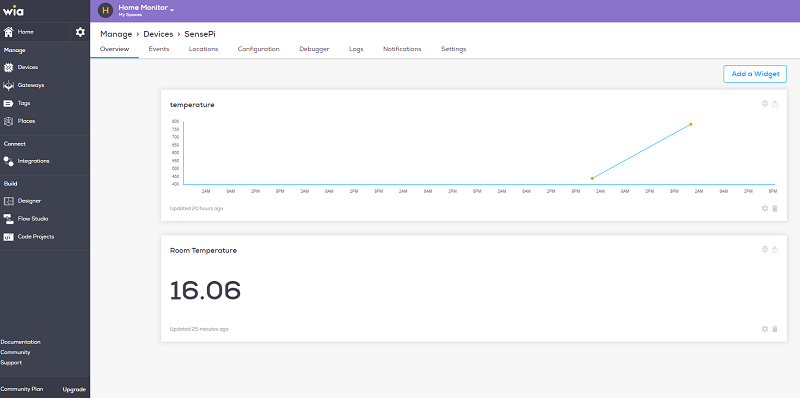 wia
H
Home Monitor
My Spaces
Home
Manage
Devices
Gateways
Tags
Places
Connect
Integrations
Build
Designer
Flow Studio
Code Projects
Documentation
Community
Support
Community Plan Upgrade
Manage > Devices > SensePi
Overview Events Locations Configuration Debugger Logs Notifications Settings
Add a Widget
temperature
800
750
700
650
600
550
500
450
400
2AM 8AM 2PM 8PM 2AM 8AM 2PM 8PM 2AM 8AM 2PM 8PM 2AM 8AM 2PM 8PM 2AM 8AM 2PM 8PM 2AM 8AM 2PM 8PM
Updated 20 hours ago
Room Temperature
16.06
Updated 25 minutes ago